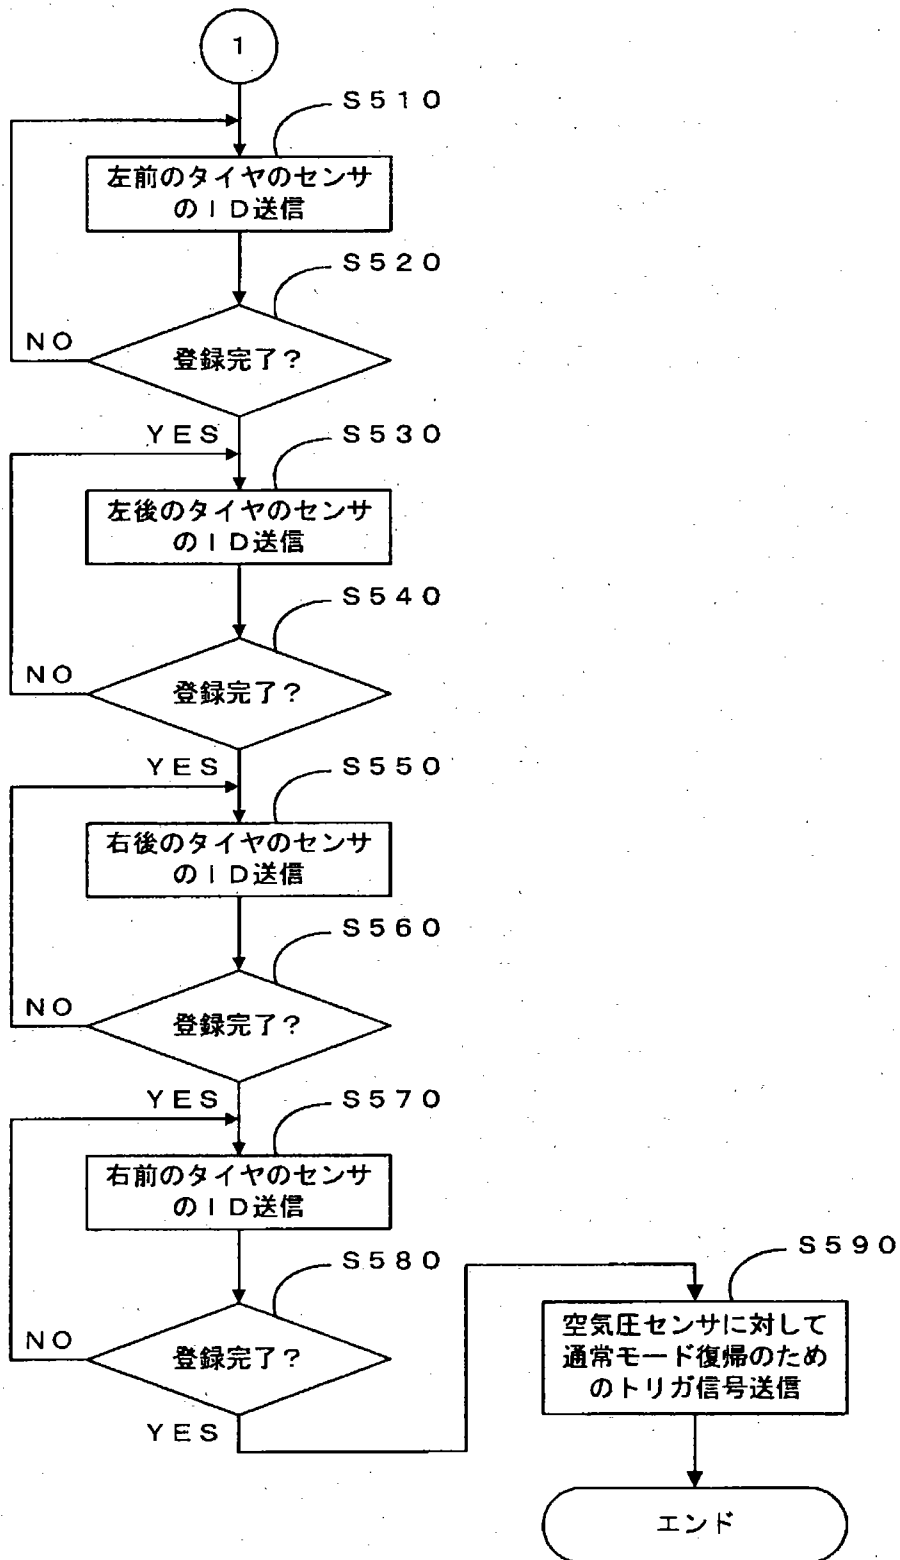 １
Ｓ５１０
左前のタイヤのセンサ
のＩＤ送信
Ｓ５２０
ＮＯ
登録完了？
ＹＥＳ
Ｓ５３０
左後のタイヤのセンサ
のＩＤ送信
Ｓ５４０
ＮＯ
登録完了？
ＹＥＳ
Ｓ５５０
右後のタイヤのセンサ
のＩＤ送信
Ｓ５６０
ＮＯ
登録完了？
ＹＥＳ
Ｓ５７０
右前のタイヤのセンサ
のＩＤ送信
Ｓ５８０
ＮＯ
登録完了？
ＹＥＳ
Ｓ５９０
空気圧センサに対して
通常モード復帰のため
のトリガ信号送信
エンド